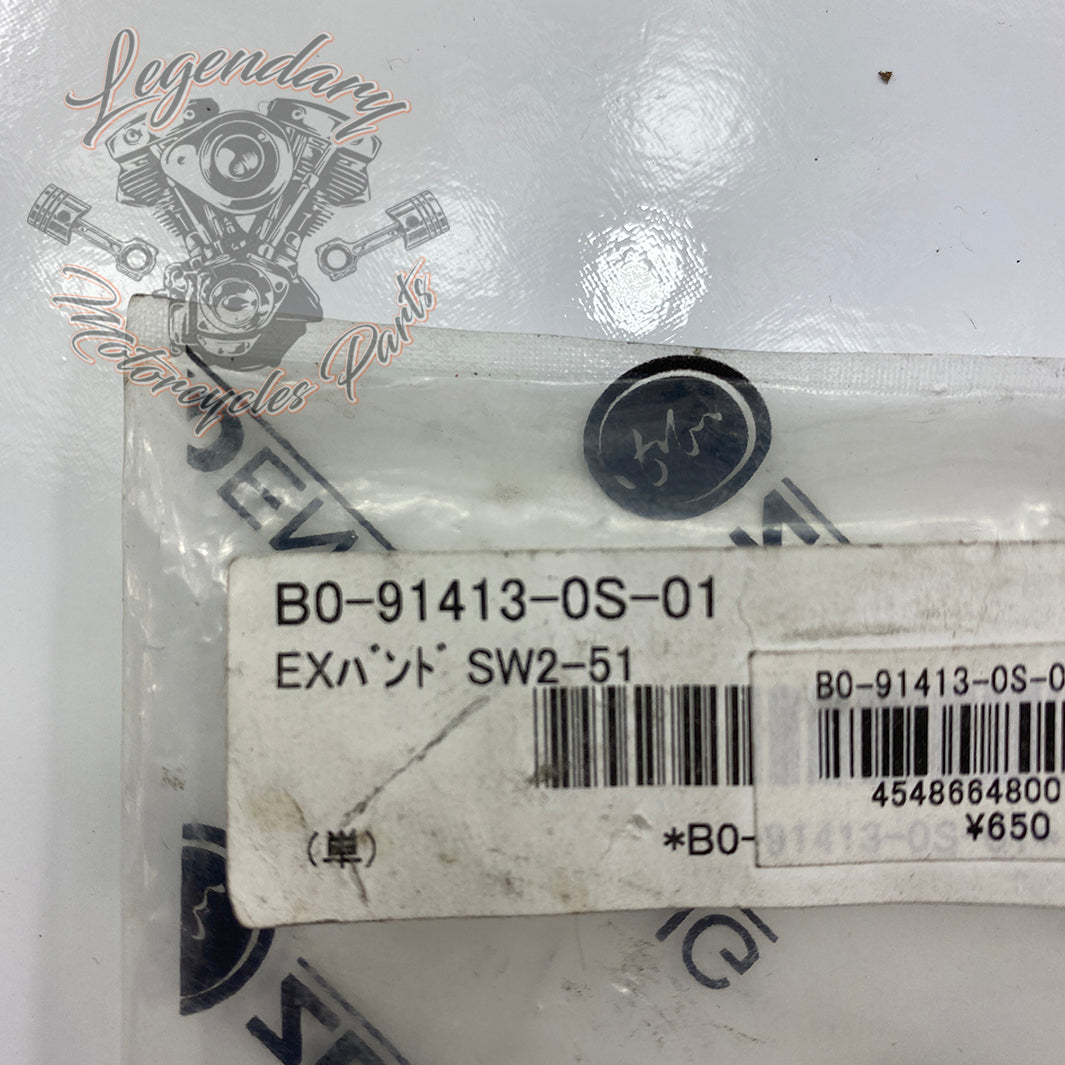 Legendary
Motorcycles Parts
B0-91413-0S-01
EXバンド SW2-51
B0-91413-0S-0
4548664800
¥650
(単)
*B0-91413-0S